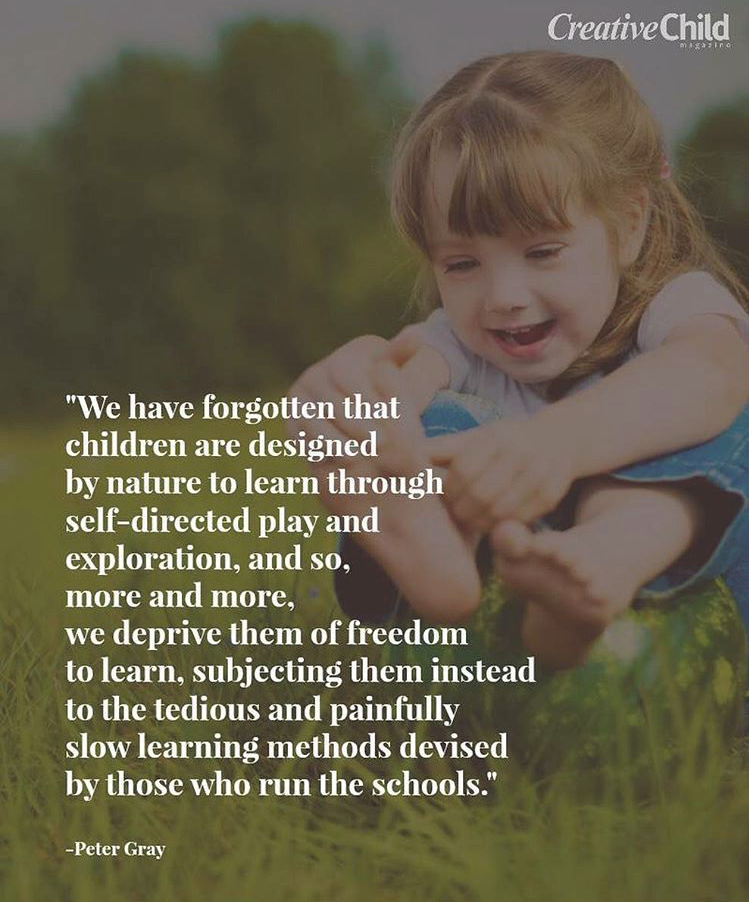 CreativeChild
magazine
"We have forgotten that
children are designed
by nature to learn through
self-directed play and
exploration, and so,
more and more,
we deprive them of freedom
to learn, subjecting them instead
to the tedious and painfully
slow learning methods devised
by those who run the schools."
-Peter Gray